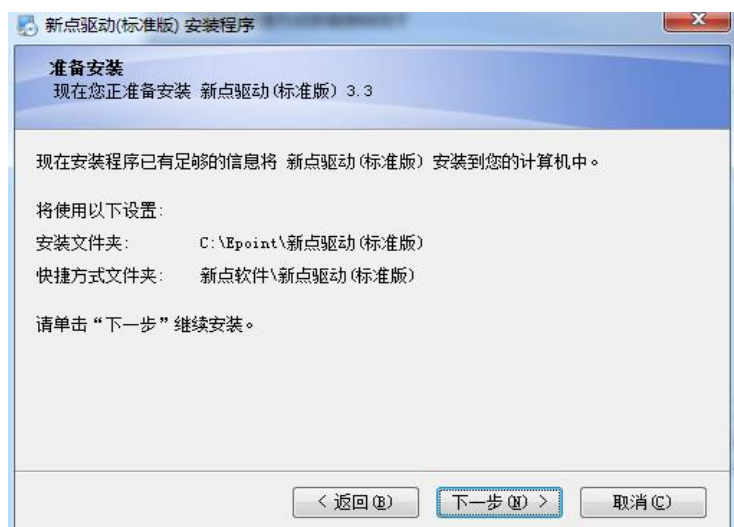 新点驱动(标准版) 安装程序
准备安装
现在您正准备安装 新点驱动(标准版) 3.3
现在安装程序已有足够的信息将 新点驱动(标准版) 安装到您的计算机中。
将使用以下设置:
安装文件夹: C:\Epoint\新点驱动(标准版)
快捷方式文件夹: 新点软件\新点驱动(标准版)
请单击“下一步”继续安装。
< 返回(B) 下一步(N) > 取消(C)